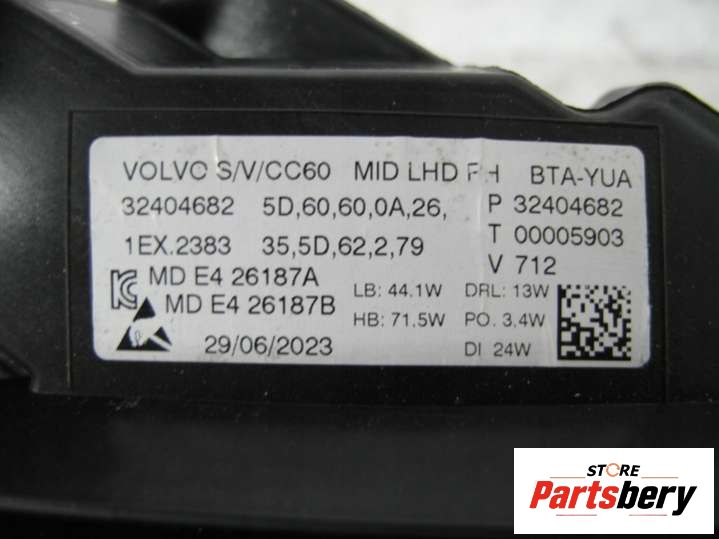 VOLVO S/V/CC60 MID LHD RH BTA-YUA
32404682 5D,60,60,0A,26, P 32404682
1EX.2383 35,5D,62,2,79 T 00005903
V 712
MD E4 26187A LB: 44.1W DRL: 13W
MD E4 26187B HB: 71.5W PO. 3.4W
29/06/2023 DI 24W
STORE
Partsbery